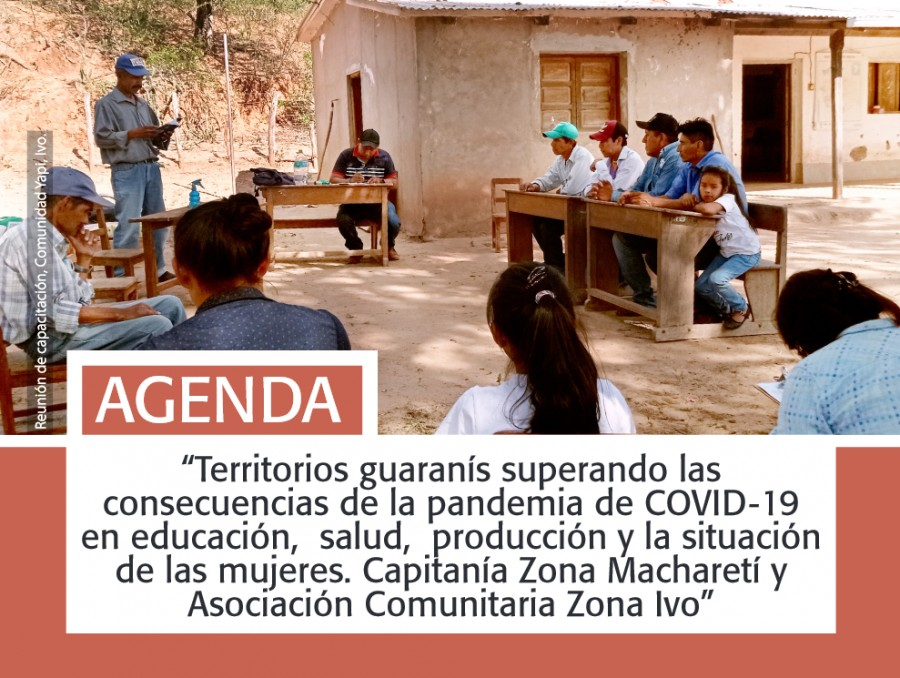 Reunión de capacitación, Comunidad Yapi, Ivo.
AGENDA
“Territorios guaranís superando las
consecuencias de la pandemia de COVID-19
en educación, salud, producción y la situación
de las mujeres. Capitanía Zona Macharetí y
Asociación Comunitaria Zona Ivo”